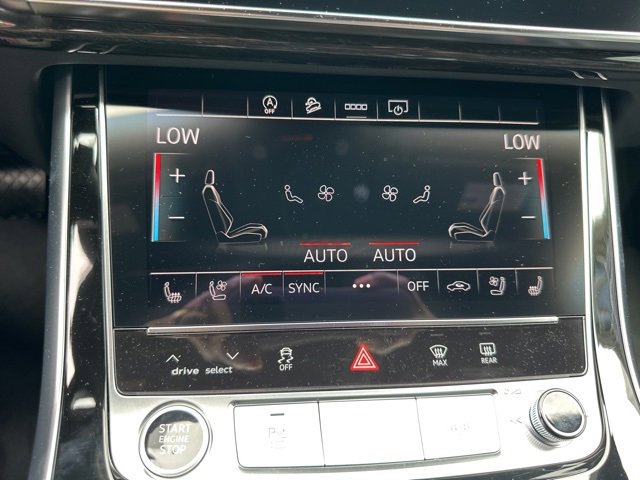 A
OFF
LOW LOW
AUTO AUTO
A/C SYNC OFF
drive select OFF MAX REAR
START
ENGINE
STOP